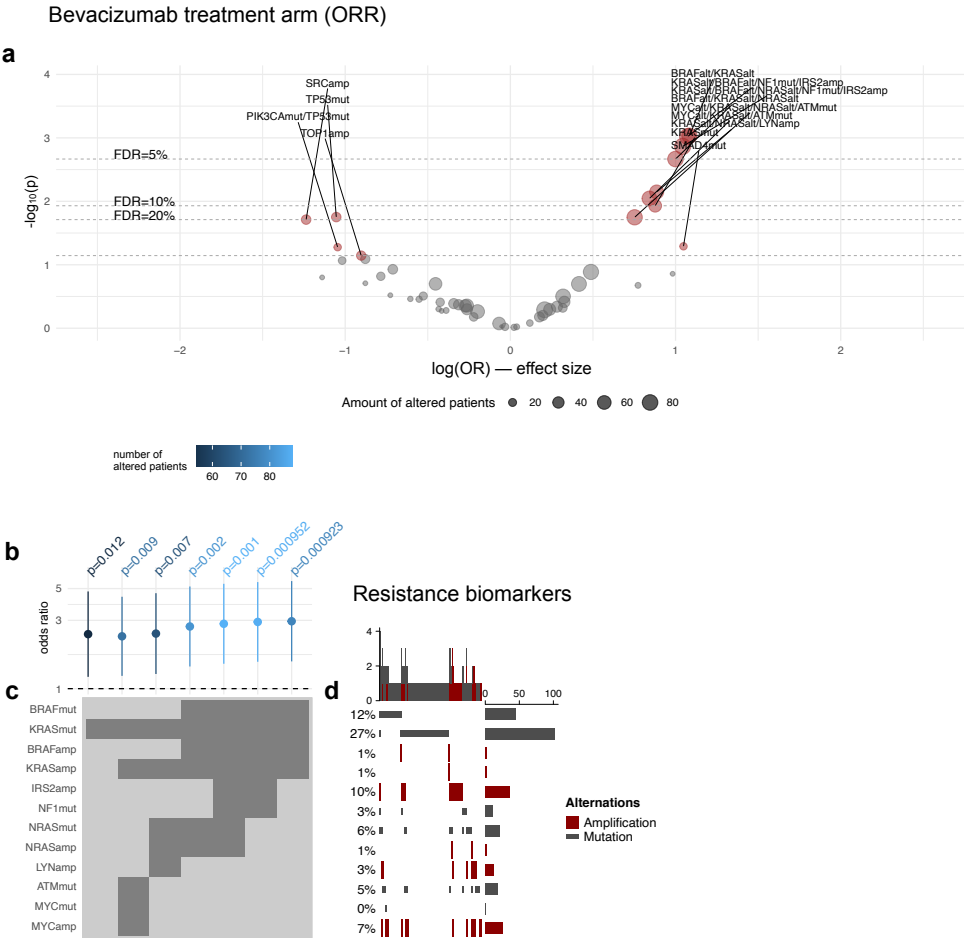 Bevacizumab treatment arm (ORR)
a
4
3
2
1
0
-log₁₀(p)
SRCamp
TP53mut
PIK3CAmut/TP53mut
TOP1amp
BRAFalt/KRASalt
KRASalt/BRAFalt/NF1mut/IRS2amp
KRASalt/BRAFalt/NRASalt/NF1mut/IRS2amp
BRAFalt/KRASalt/NRASalt
MYCalt/KRASalt/NRASalt/ATMmut
MYCalt/KRASalt/ATMmut
KRASalt/NRASalt/LYNamp
KRASmut
SMAD4mut
FDR=5%
FDR=10%
FDR=20%
−2 −1 0 1 2
log(OR) — effect size
Amount of altered patients 20 40 60 80
number of
altered patients
60 70 80
b
p=0.012 p=0.009 p=0.007 p=0.002 p=0.001 p=0.000952 p=0.000923
5
3
1
odds ratio
Resistance biomarkers
c
BRAFmut
KRASmut
BRAFamp
KRASamp
IRS2amp
NF1mut
NRASmut
NRASamp
LYNamp
ATMmut
MYCmut
MYCamp
d
4
2
0
0 50 100
12%
27%
1%
1%
10%
3%
6%
1%
3%
5%
0%
7%
Alternations
Amplification
Mutation